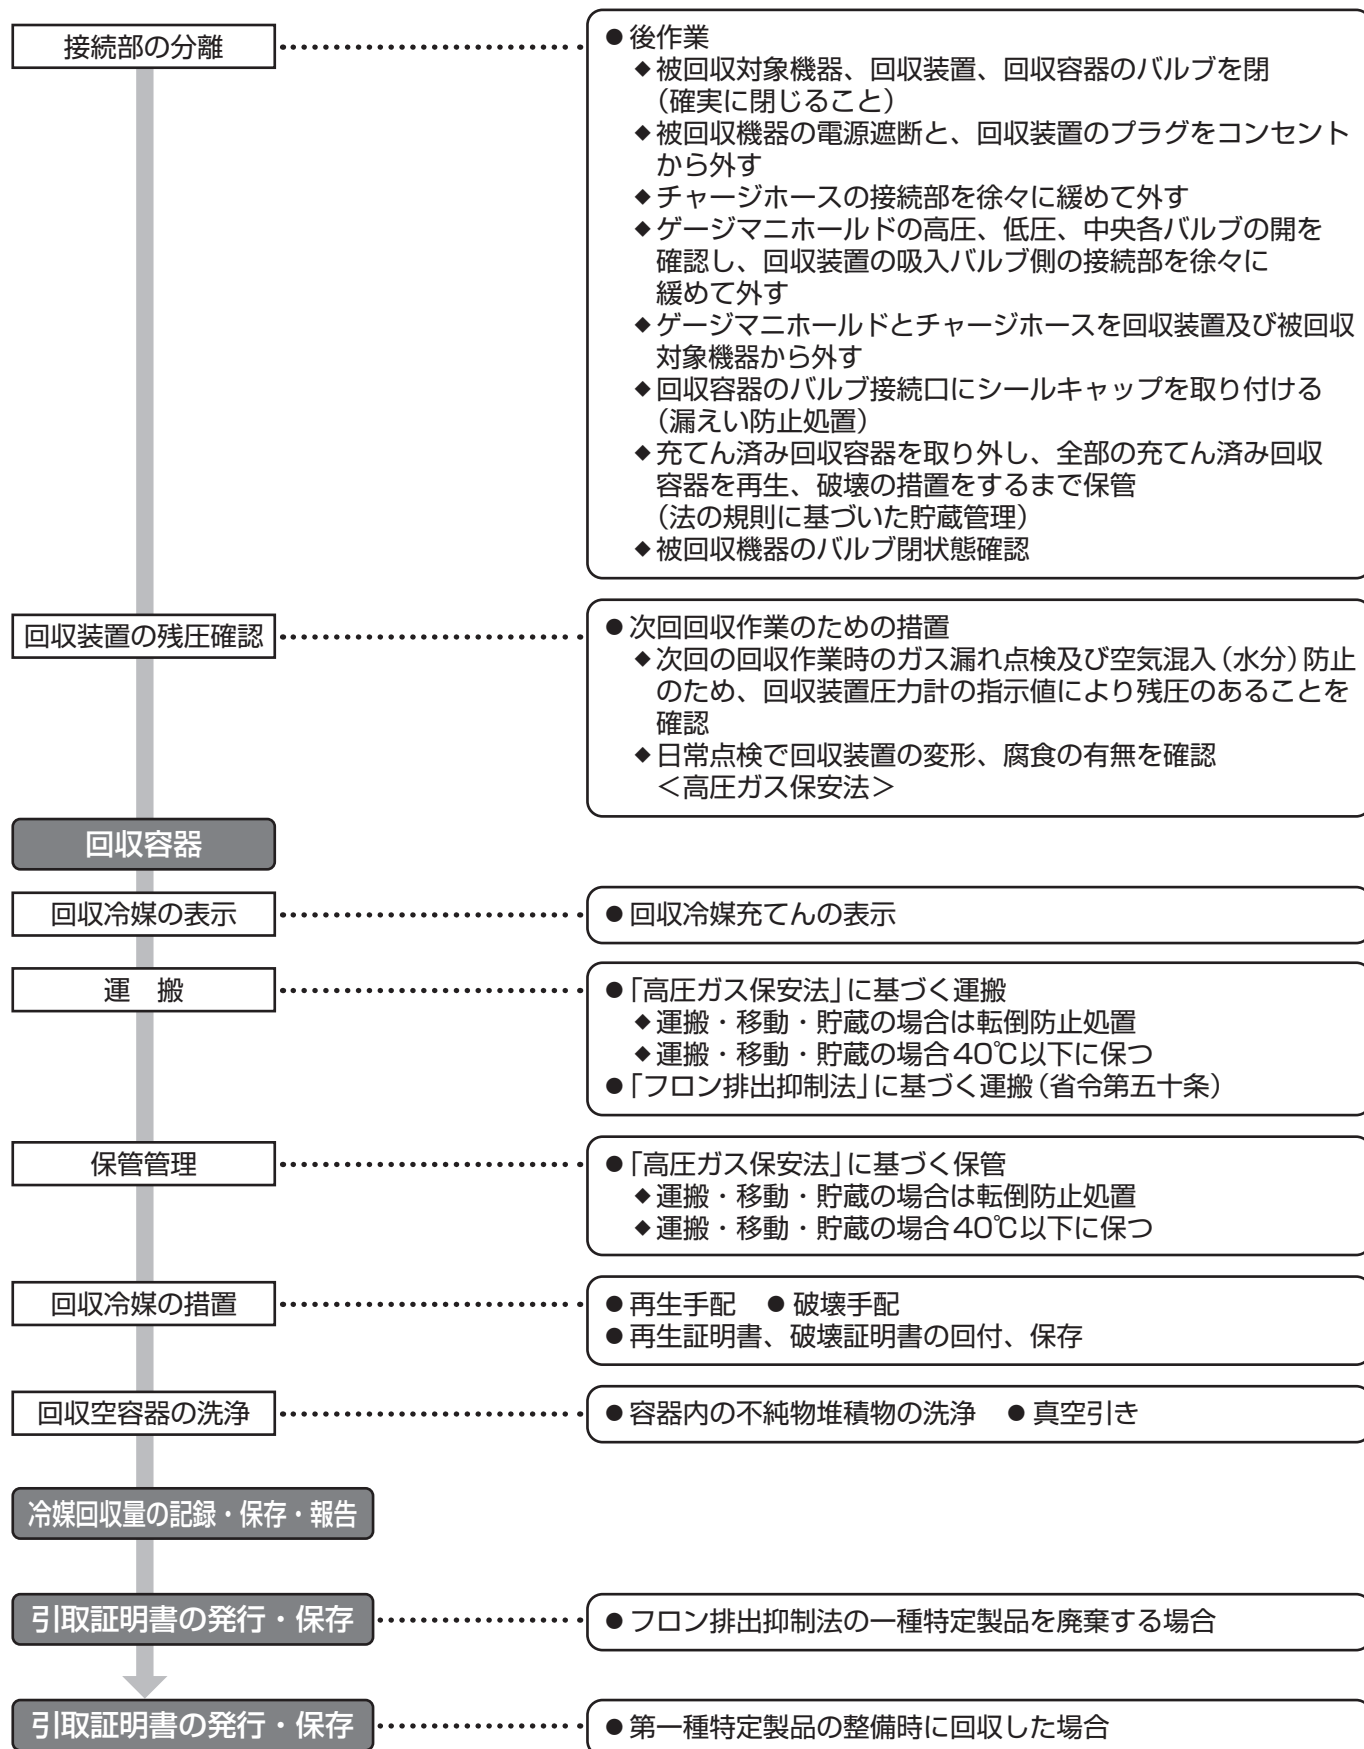 接続部の分離
●後作業
◆被回収対象機器、回収装置、回収容器のバルブを閉
（確実に閉じること）
◆被回収機器の電源遮断と、回収装置のプラグをコンセント
から外す
◆チャージホースの接続部を徐々に緩めて外す
◆ゲージマニホールドの高圧、低圧、中央各バルブの開を
確認し、回収装置の吸入バルブ側の接続部を徐々に
緩めて外す
◆ゲージマニホールドとチャージホースを回収装置及び被回収
対象機器から外す
◆回収容器のバルブ接続口にシールキャップを取り付ける
（漏えい防止処置）
◆充てん済み回収容器を取り外し、全部の充てん済み回収
容器を再生、破壊の措置をするまで保管
（法の規則に基づいた貯蔵管理）
◆被回収機器のバルブ閉状態確認
回収装置の残圧確認
●次回回収作業のための措置
◆次回の回収作業時のガス漏れ点検及び空気混入（水分）防止
のため、回収装置圧力計の指示値により残圧のあることを
確認
◆日常点検で回収装置の変形、腐食の有無を確認
＜高圧ガス保安法＞
回収容器
回収冷媒の表示
●回収冷媒充てんの表示
運　搬
●「高圧ガス保安法」に基づく運搬
◆運搬・移動・貯蔵の場合は転倒防止処置
◆運搬・移動・貯蔵の場合40℃以下に保つ
●「フロン排出抑制法」に基づく運搬（省令第五十条）
保管管理
●「高圧ガス保安法」に基づく保管
◆運搬・移動・貯蔵の場合は転倒防止処置
◆運搬・移動・貯蔵の場合40℃以下に保つ
回収冷媒の措置
●再生手配　●破壊手配
●再生証明書、破壊証明書の回付、保存
回収空容器の洗浄
●容器内の不純物堆積物の洗浄　●真空引き
冷媒回収量の記録・保存・報告
引取証明書の発行・保存
●フロン排出抑制法の一種特定製品を廃棄する場合
引取証明書の発行・保存
●第一種特定製品の整備時に回収した場合